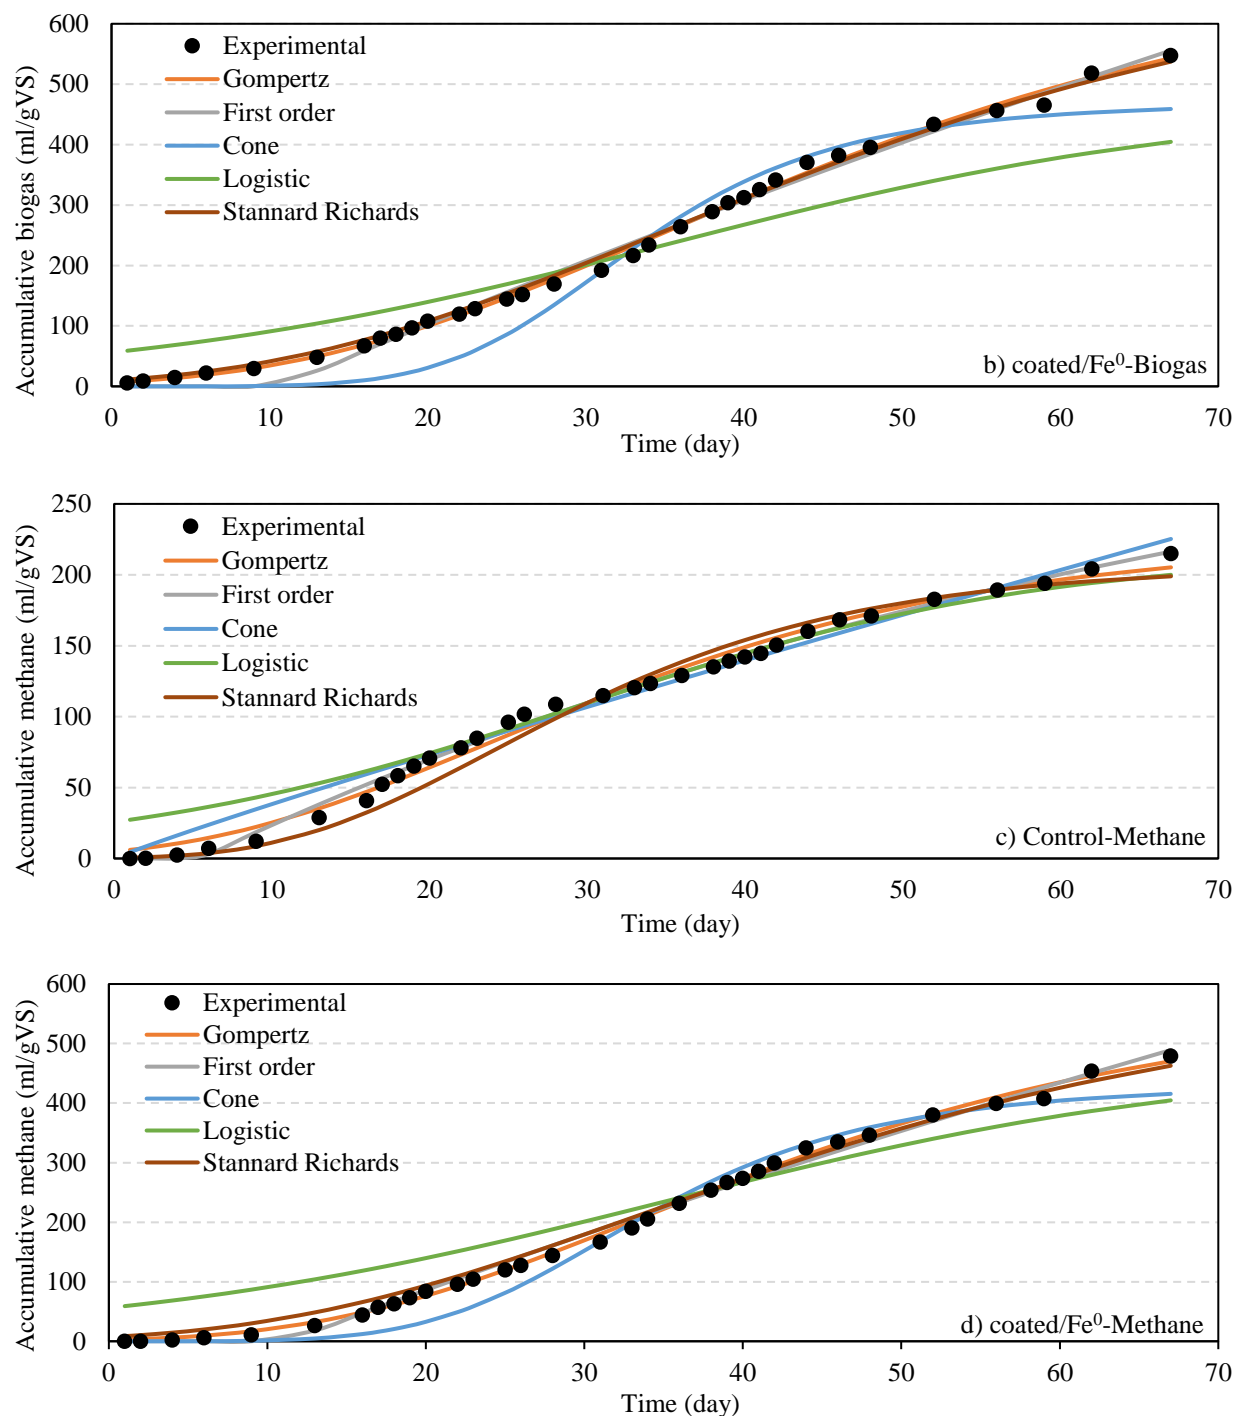 Accumulative biogas (ml/gVS)
600
500
400
300
200
100
0
Experimental
Gompertz
First order
Cone
Logistic
Stannard Richards
b) coated/Fe⁰-Biogas
0 10 20 30 40 50 60 70
Time (day)
Accumulative methane (ml/gVS)
250
200
150
100
50
0
Experimental
Gompertz
First order
Cone
Logistic
Stannard Richards
c) Control-Methane
0 10 20 30 40 50 60 70
Time (day)
Accumulative methane (ml/gVS)
600
500
400
300
200
100
0
Experimental
Gompertz
First order
Cone
Logistic
Stannard Richards
d) coated/Fe⁰-Methane
0 10 20 30 40 50 60 70
Time (day)